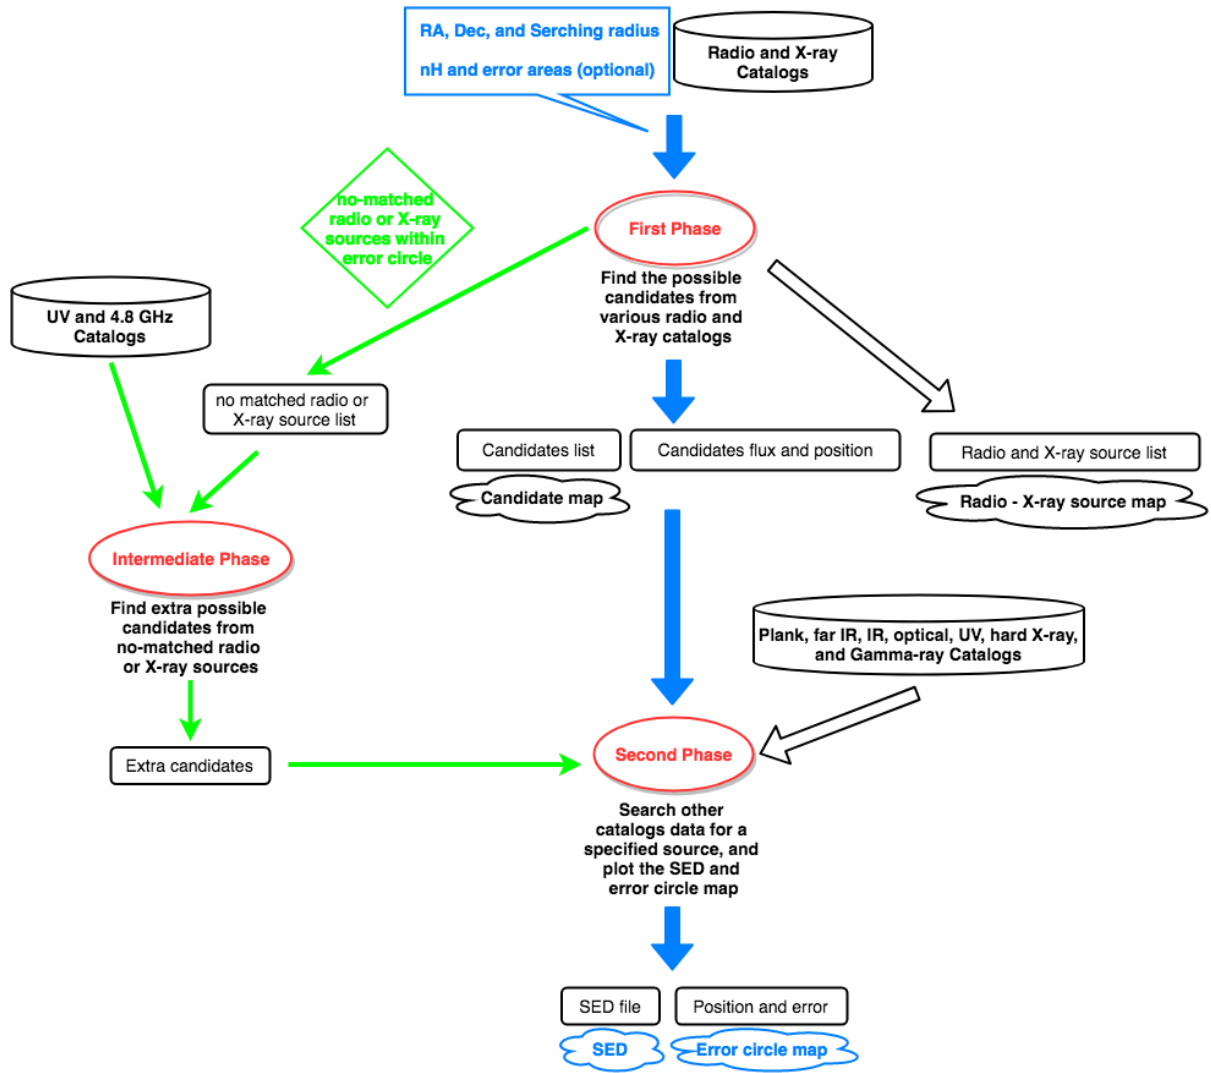 RA, Dec, and Serching radius
nH and error areas (optional)
Radio and X-ray
Catalogs
no-matched
radio or X-ray
sources within
error circle
First Phase
Find the possible
candidates from
various radio and
X-ray catalogs
UV and 4.8 GHz
Catalogs
no matched radio or
X-ray source list
Candidates list
Candidates flux and position
Radio and X-ray source list
Candidate map
Radio - X-ray source map
Intermediate Phase
Find extra possible
candidates from
no-matched radio
or X-ray sources
Plank, far IR, IR, optical, UV, hard X-ray,
and Gamma-ray Catalogs
Extra candidates
Second Phase
Search other
catalogs data for a
specified source, and
plot the SED and
error circle map
SED file
Position and error
SED
Error circle map